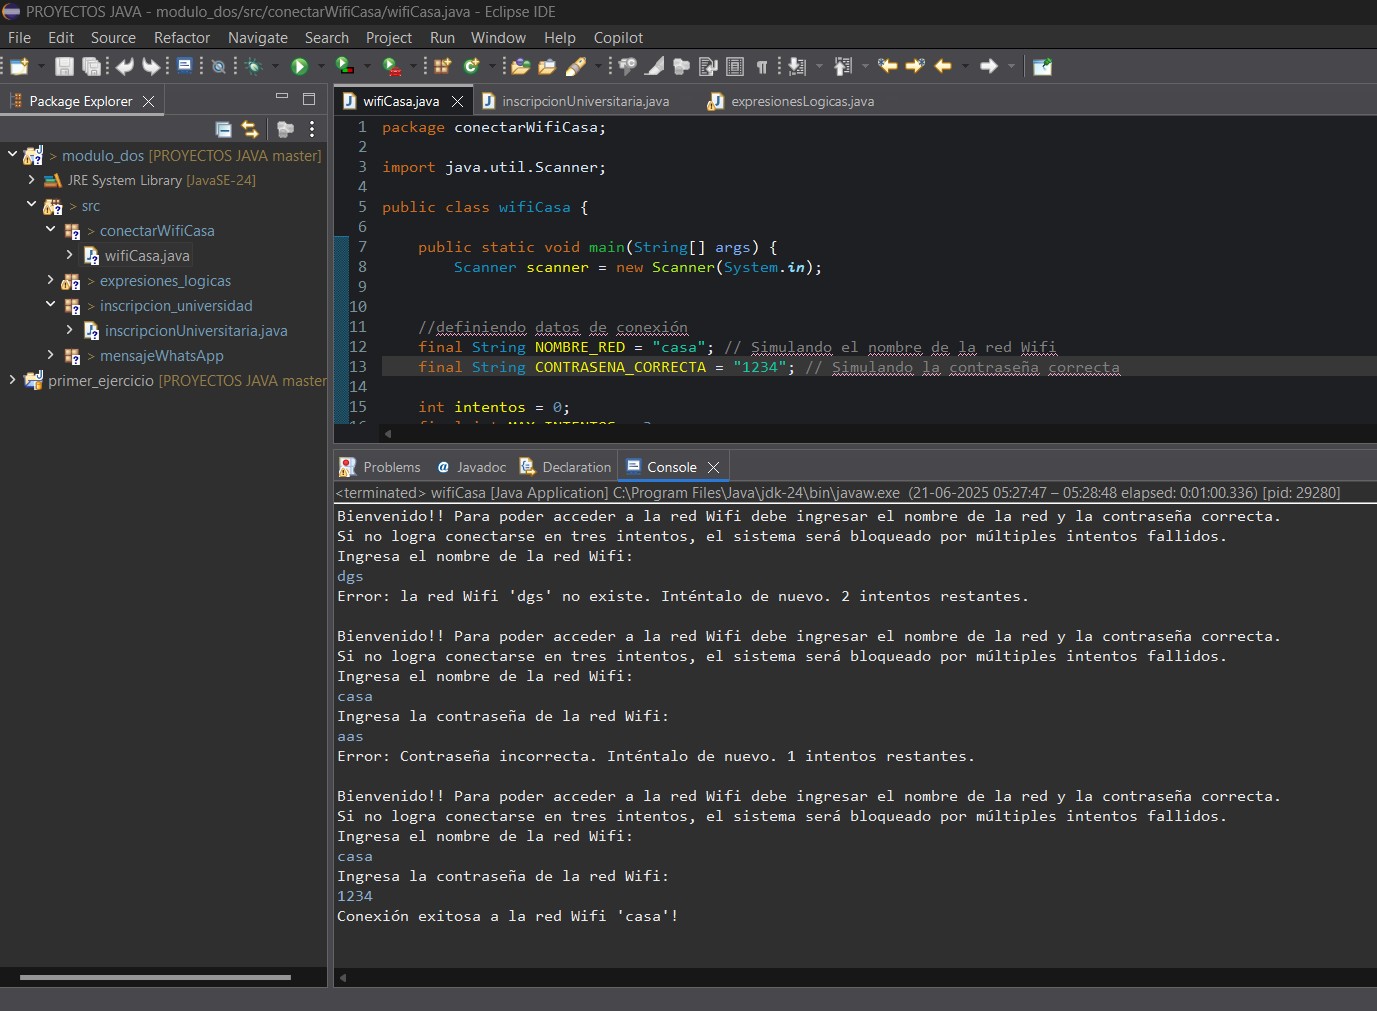 PROYECTOS JAVA - modulo_dos/src/conectarWifiCasa/wifiCasa.java - Eclipse IDE
File Edit Source Refactor Navigate Search Project Run Window Help Copilot
Package Explorer
> modulo_dos [PROYECTOS JAVA master]
JRE System Library [JavaSE-24]
> src
> conectarWifiCasa
wifiCasa.java
> expresiones_logicas
> inscripcion_universidad
inscripcionUniversitaria.java
> mensajeWhatsApp
primer_ejercicio [PROYECTOS JAVA master
wifiCasa.java inscripcionUniversitaria.java expresionesLogicas.java
1 package conectarWifiCasa;
2
3 import java.util.Scanner;
4
5 public class wifiCasa {
6
7 public static void main(String[] args) {
8 Scanner scanner = new Scanner(System.in);
9
10
11 //definiendo datos de conexión
12 final String NOMBRE_RED = "casa"; // Simulando el nombre de la red Wifi
13 final String CONTRASENA_CORRECTA = "1234"; // Simulando la contraseña correcta
14
15 int intentos = 0;
Problems Javadoc Declaration Console
<terminated> wifiCasa [Java Application] C:\Program Files\Java\jdk-24\bin\javaw.exe (21-06-2025 05:27:47 – 05:28:48 elapsed: 0:01:00.336) [pid: 29280]
Bienvenido!! Para poder acceder a la red Wifi debe ingresar el nombre de la red y la contraseña correcta.
Si no logra conectarse en tres intentos, el sistema será bloqueado por múltiples intentos fallidos.
Ingresa el nombre de la red Wifi:
dgs
Error: la red Wifi 'dgs' no existe. Inténtalo de nuevo. 2 intentos restantes.
Bienvenido!! Para poder acceder a la red Wifi debe ingresar el nombre de la red y la contraseña correcta.
Si no logra conectarse en tres intentos, el sistema será bloqueado por múltiples intentos fallidos.
Ingresa el nombre de la red Wifi:
casa
Ingresa la contraseña de la red Wifi:
aas
Error: Contraseña incorrecta. Inténtalo de nuevo. 1 intentos restantes.
Bienvenido!! Para poder acceder a la red Wifi debe ingresar el nombre de la red y la contraseña correcta.
Si no logra conectarse en tres intentos, el sistema será bloqueado por múltiples intentos fallidos.
Ingresa el nombre de la red Wifi:
casa
Ingresa la contraseña de la red Wifi:
1234
Conexión exitosa a la red Wifi 'casa'!